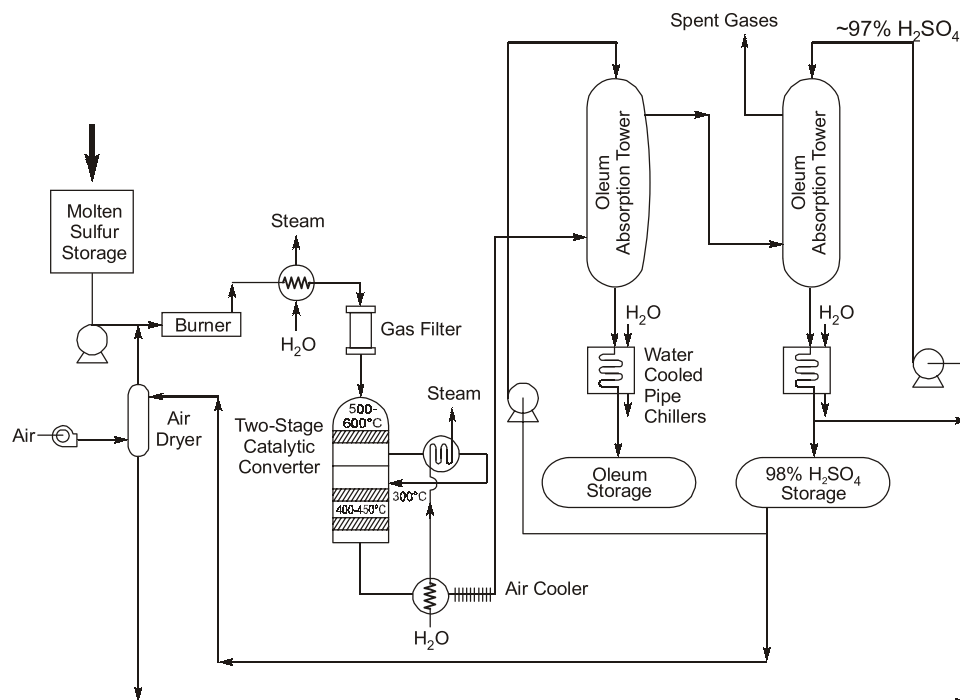 Spent Gases
~97% H₂SO₄
Oleum
Absorption Tower
Oleum
Absorption Tower
Molten
Sulfur
Storage
Steam
Burner
H₂O
Gas Filter
H₂O
H₂O
Water
Cooled
Pipe
Chillers
Steam
500-
600°C
Two-Stage
Catalytic
Converter
Air
Air
Dryer
300°C
400-450°C
Oleum
Storage
98% H₂SO₄
Storage
Air Cooler
H₂O